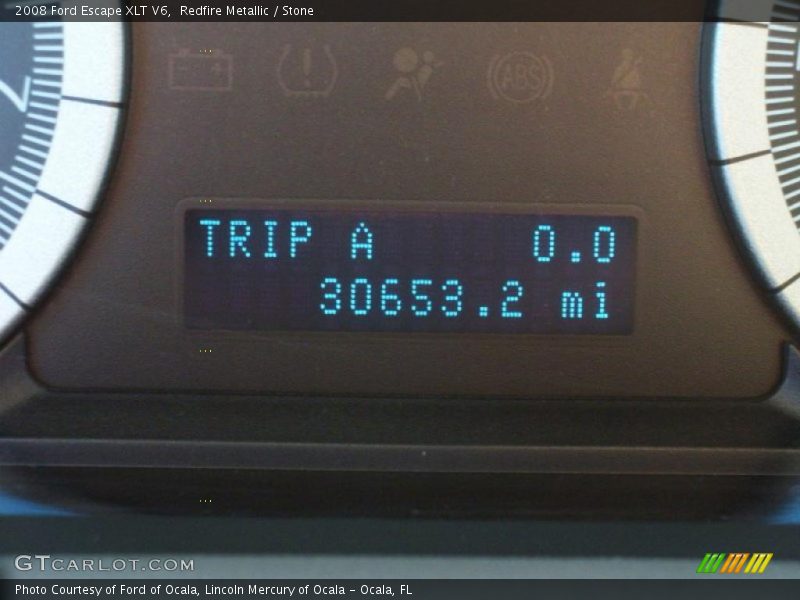 2008 Ford Escape XLT V6, Redfire Metallic / Stone
ABS
TRIP A 0.0
30653.2 mi
GTCARLOT.COM
Photo Courtesy of Ford of Ocala, Lincoln Mercury of Ocala - Ocala, FL